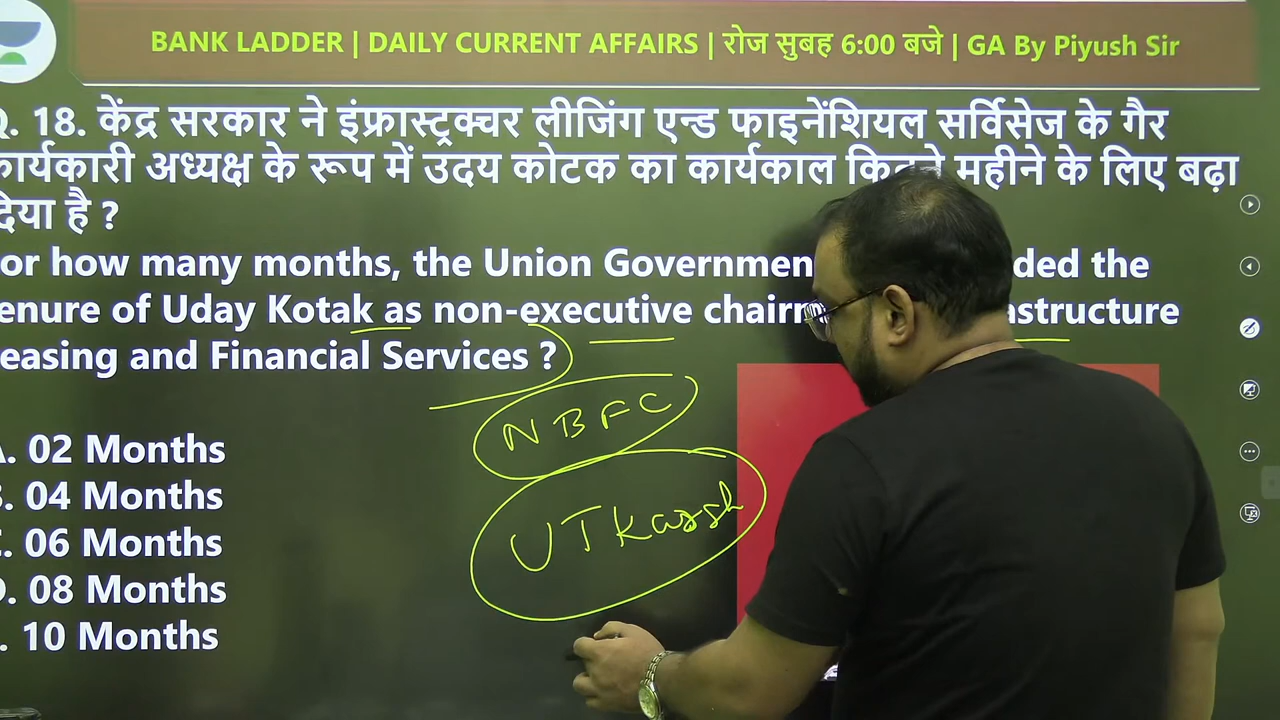 BANK LADDER | DAILY CURRENT AFFAIRS | रोज सुबह 6:00 बजे | GA By Piyush Sir
Q. 18. केंद्र सरकार ने इंफ्रास्ट्रक्चर लीजिंग एन्ड फाइनेंशियल सर्विसेज के गैर
कार्यकारी अध्यक्ष के रूप में उदय कोटक का कार्यकाल कितने महीने के लिए बढ़ा
दिया है ?
or how many months, the Union Governmen ded the
enure of Uday Kotak as non-executive chairm astructure
easing and Financial Services ?
NBFC
A. 02 Months
UTKarsh
B. 04 Months
C. 06 Months
D. 08 Months
. 10 Months